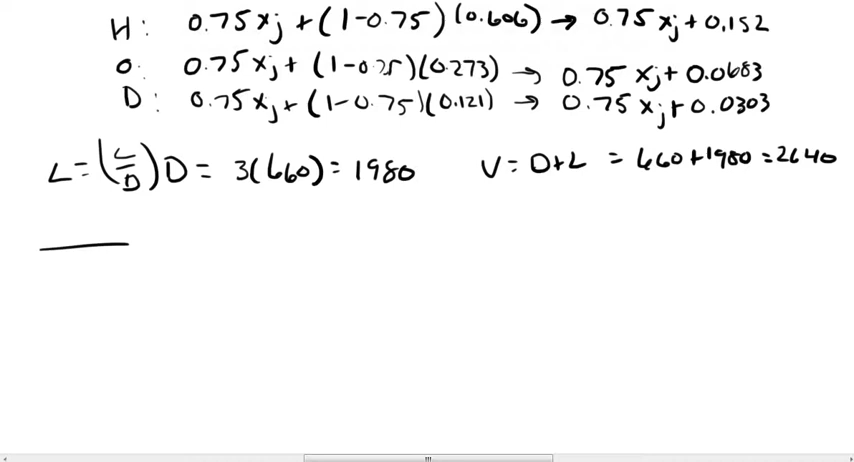 H: 0.75xj + (1-0.75)(0.606) → 0.75xj + 0.152
O: 0.75xj + (1-0.75)(0.273) → 0.75xj + 0.0683
D: 0.75xj + (1-0.75)(0.121) → 0.75xj + 0.0303
L = (L/D)D = 3(660) = 1980 V = D+L = 660+1980 = 2640